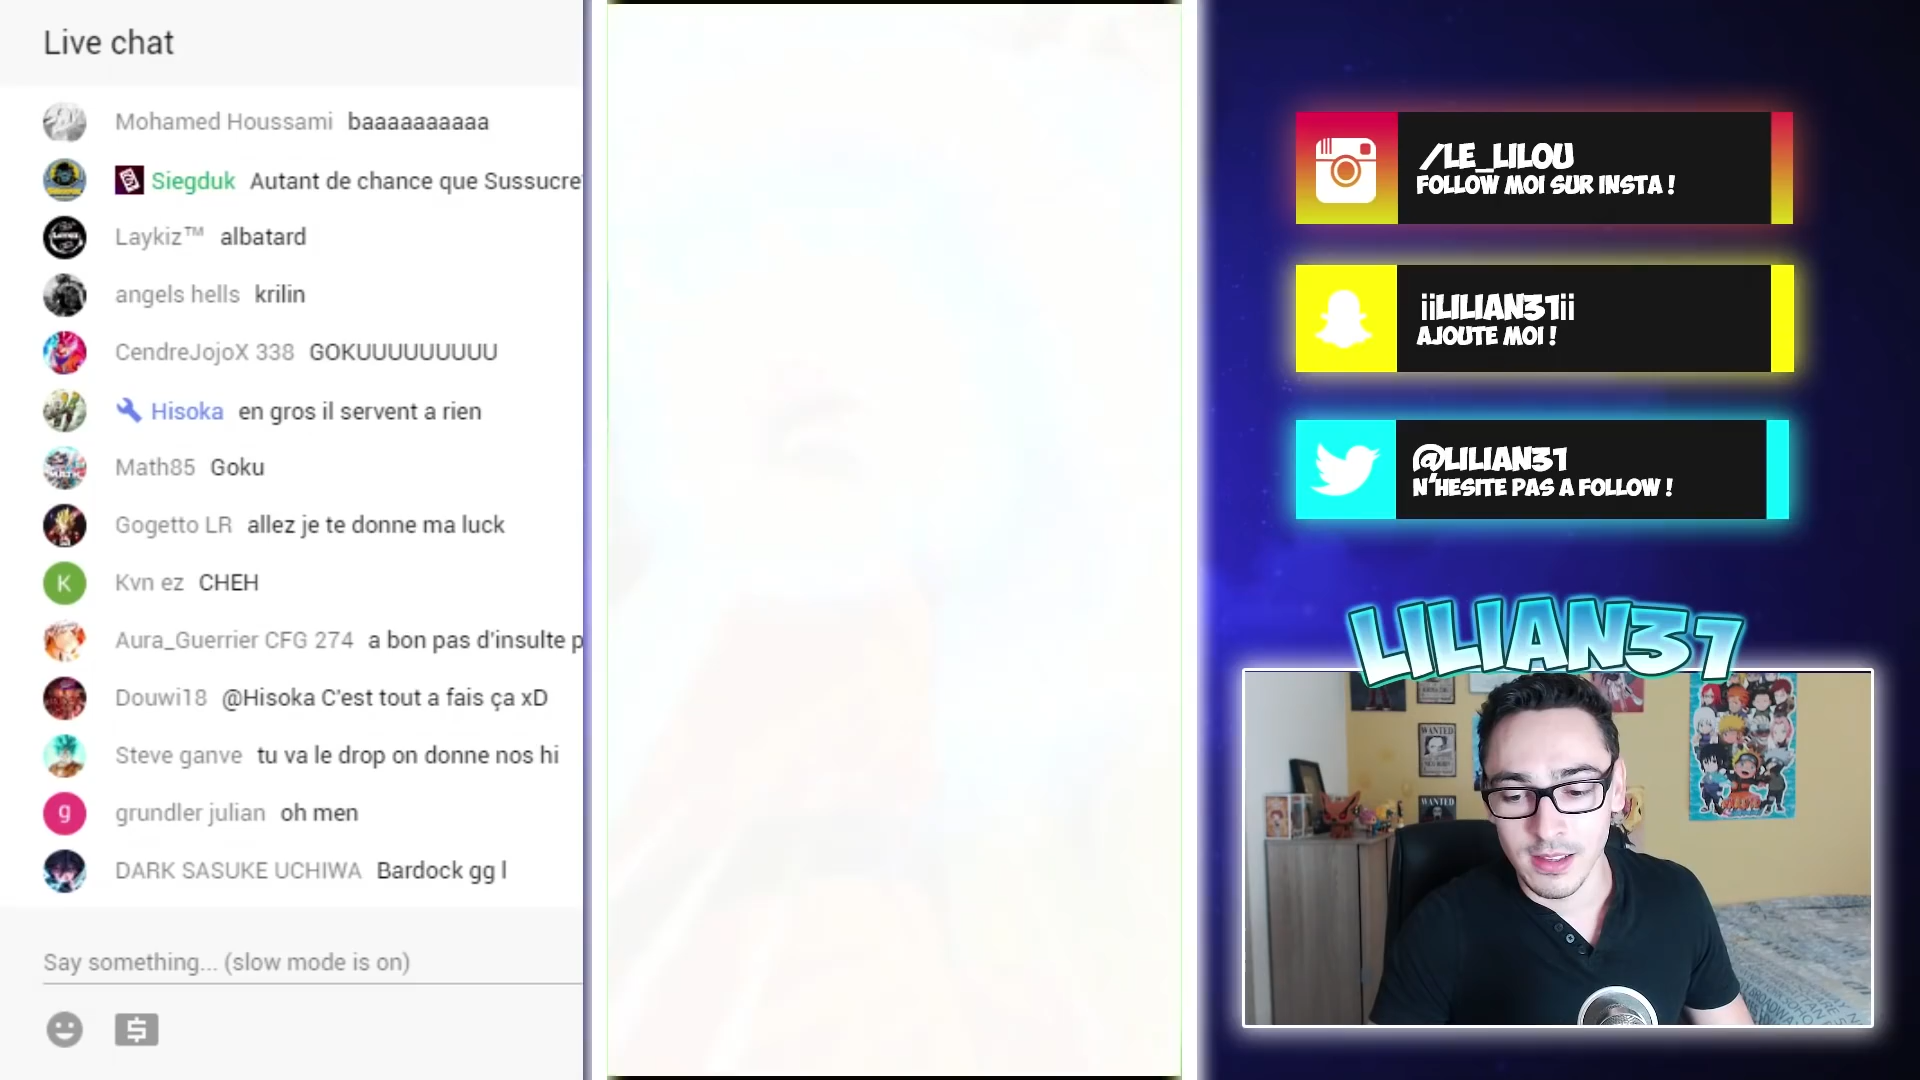 Live chat
Mohamed Houssami baaaaaaaaaa
Siegduk Autant de chance que Sussucre
Laykiz™ albatard
angels hells krilin
CendreJojoX 338 GOKUUUUUUUUU
Hisoka en gros il servent a rien
Math85 Goku
Gogetto LR allez je te donne ma luck
K
Kvn ez CHEH
Aura_Guerrier CFG 274 a bon pas d'insulte p
Douwi18 @Hisoka C'est tout a fais ça xD
Steve ganve tu va le drop on donne nos hi
g
grundler julian oh men
DARK SASUKE UCHIWA Bardock gg l
Say something... (slow mode is on)
/LE_LILOU
FOLLOW MOI SUR INSTA !
¡¡LILIAN31¡¡
AJOUTE MOI !
@LILIAN31
N'HESITE PAS A FOLLOW !
LILIAN31
WANTED
WANTED